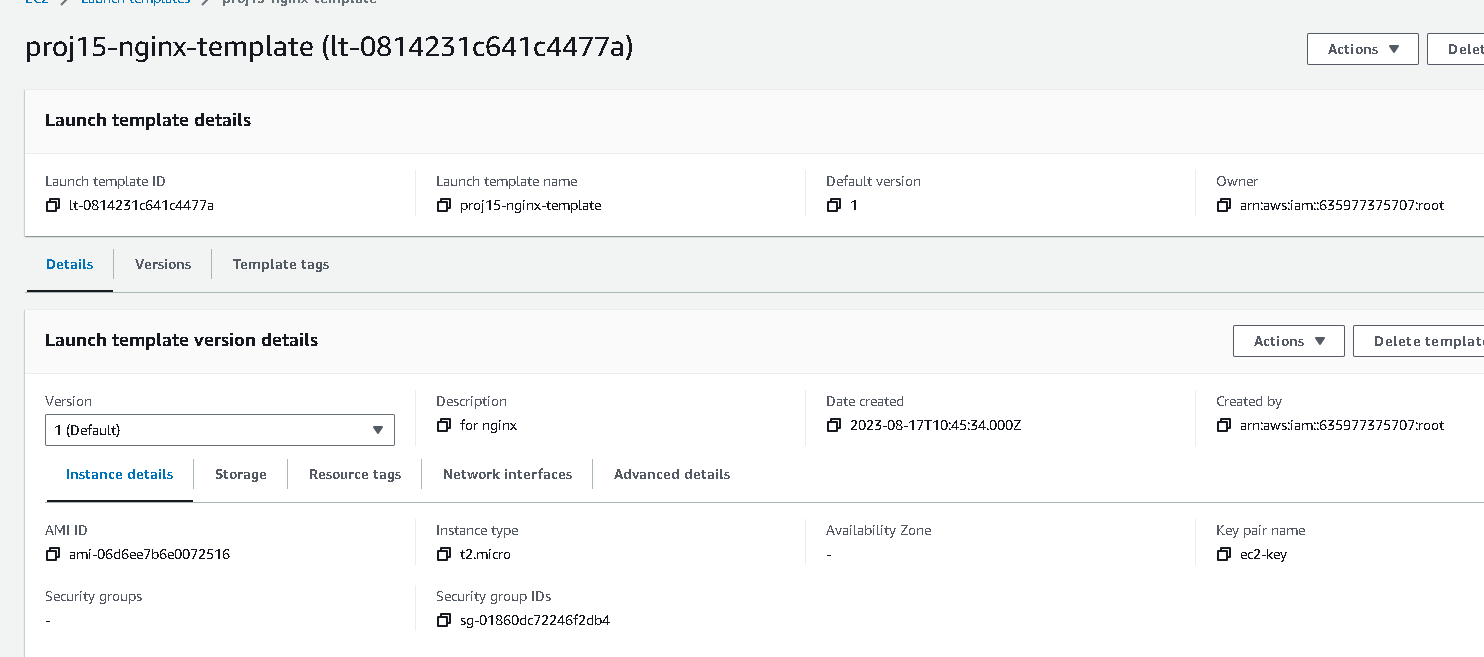 EC2 > Launch templates > proj15-nginx-template
proj15-nginx-template (lt-0814231c641c4477a)
Actions ▼ Delet
Launch template details
Launch template ID
lt-0814231c641c4477a
Launch template name
proj15-nginx-template
Default version
1
Owner
arn:aws:iam::635977375707:root
Details Versions Template tags
Launch template version details
Actions ▼ Delete templat
Version
1 (Default)
Description
for nginx
Date created
2023-08-17T10:45:34.000Z
Created by
arn:aws:iam::635977375707:root
Instance details Storage Resource tags Network interfaces Advanced details
AMI ID
ami-06d6ee7b6e0072516
Instance type
t2.micro
Availability Zone
-
Key pair name
ec2-key
Security groups
-
Security group IDs
sg-01860dc72246f2db4